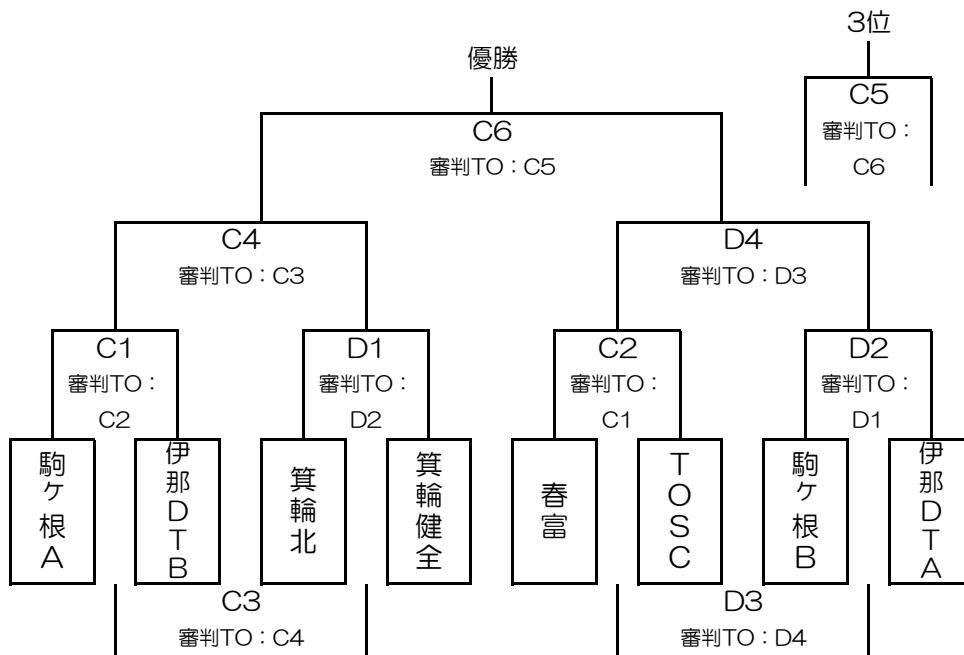 3位
優勝
C5
審判TO：
C6
C6
審判TO：C5
C4
審判TO：C3
D4
審判TO：D3
C1
審判TO：
C2
D1
審判TO：
D2
C2
審判TO：
C1
D2
審判TO：
D1
駒ヶ根A
伊那DTB
箕輪北
箕輪健全
春富
TOSC
駒ヶ根B
伊那DTA
C3
審判TO：C4
D3
審判TO：D4